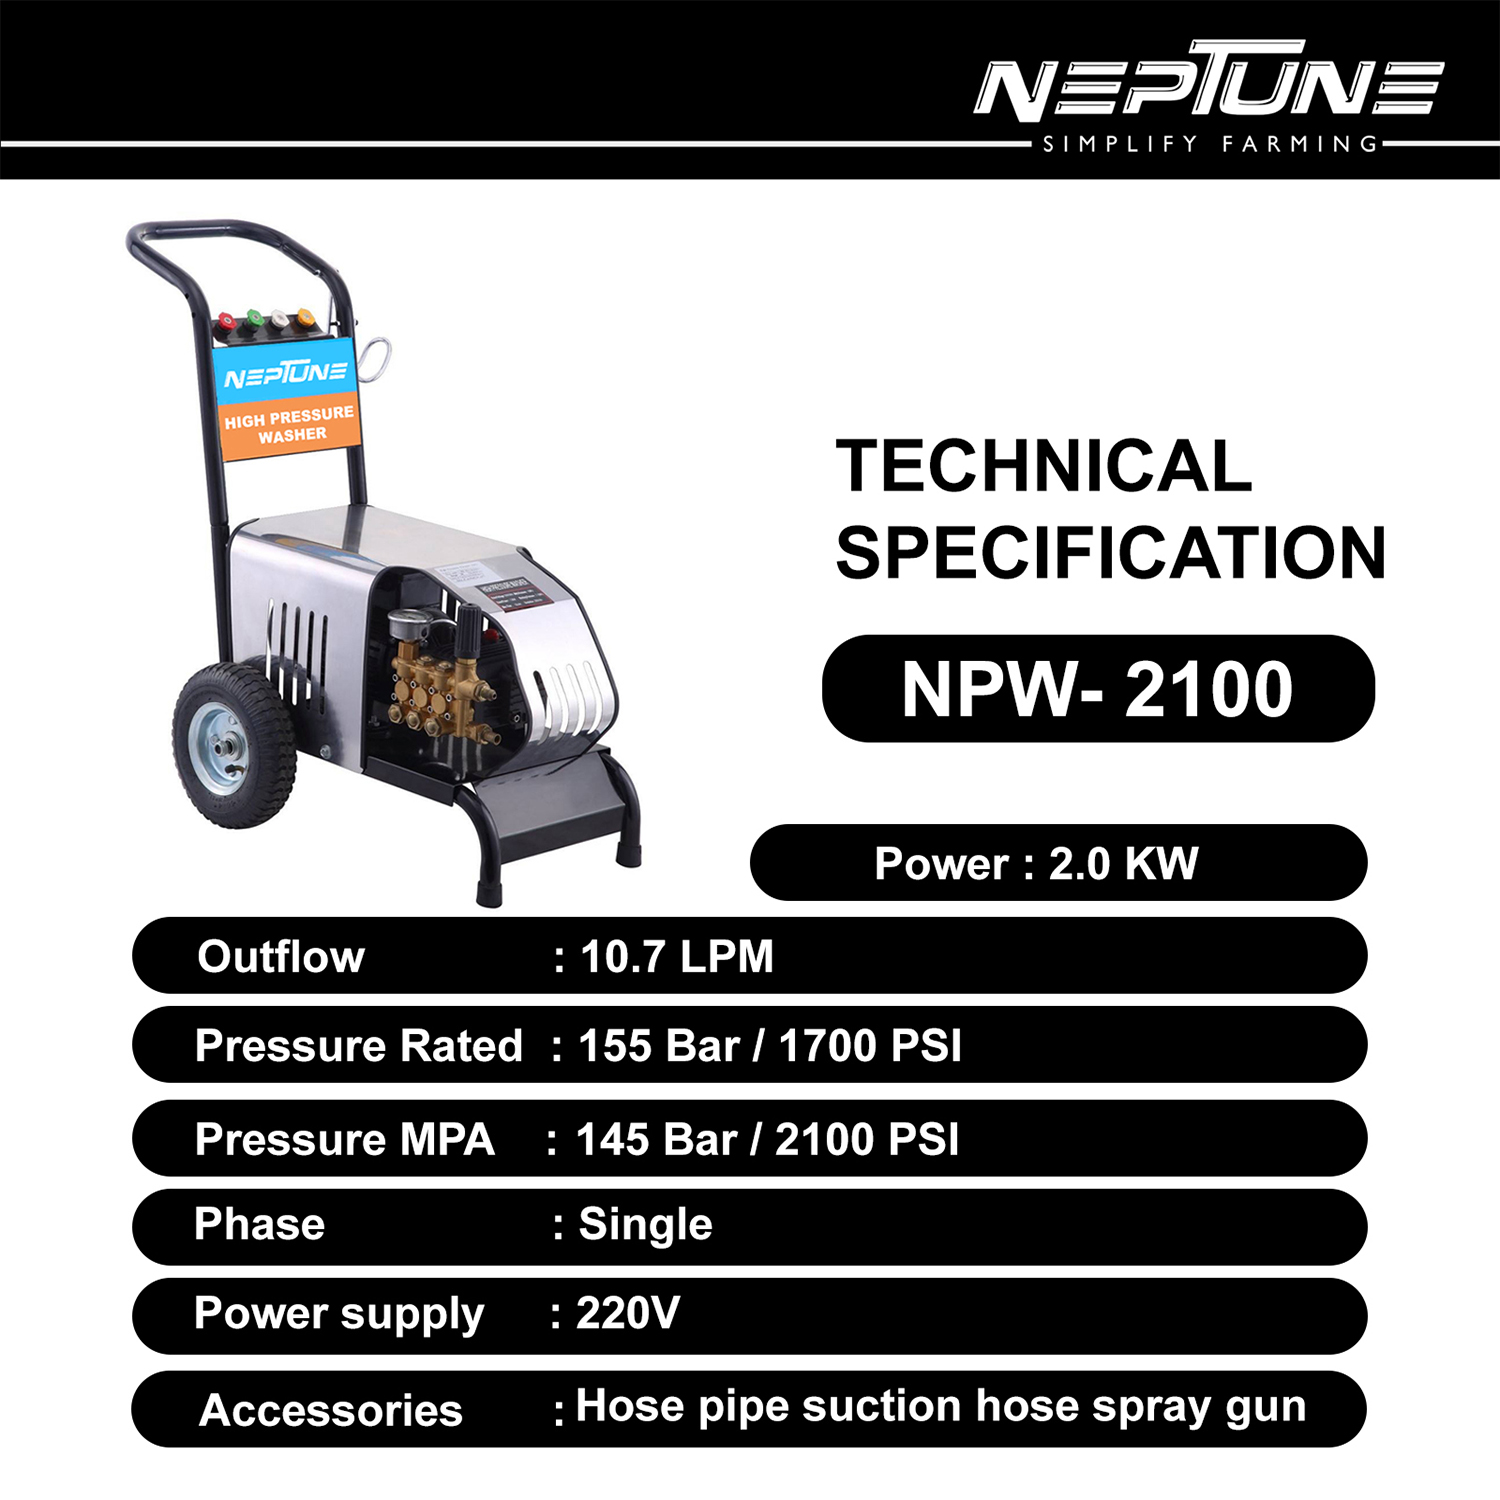 NEPTUNE
SIMPLIFY FARMING
NEPTUNE
HIGH PRESSURE
WASHER
TECHNICAL
SPECIFICATION
NPW- 2100
Power : 2.0 KW
Outflow : 10.7 LPM
Pressure Rated : 155 Bar / 1700 PSI
Pressure MPA : 145 Bar / 2100 PSI
Phase : Single
Power supply : 220V
Accessories : Hose pipe suction hose spray gun